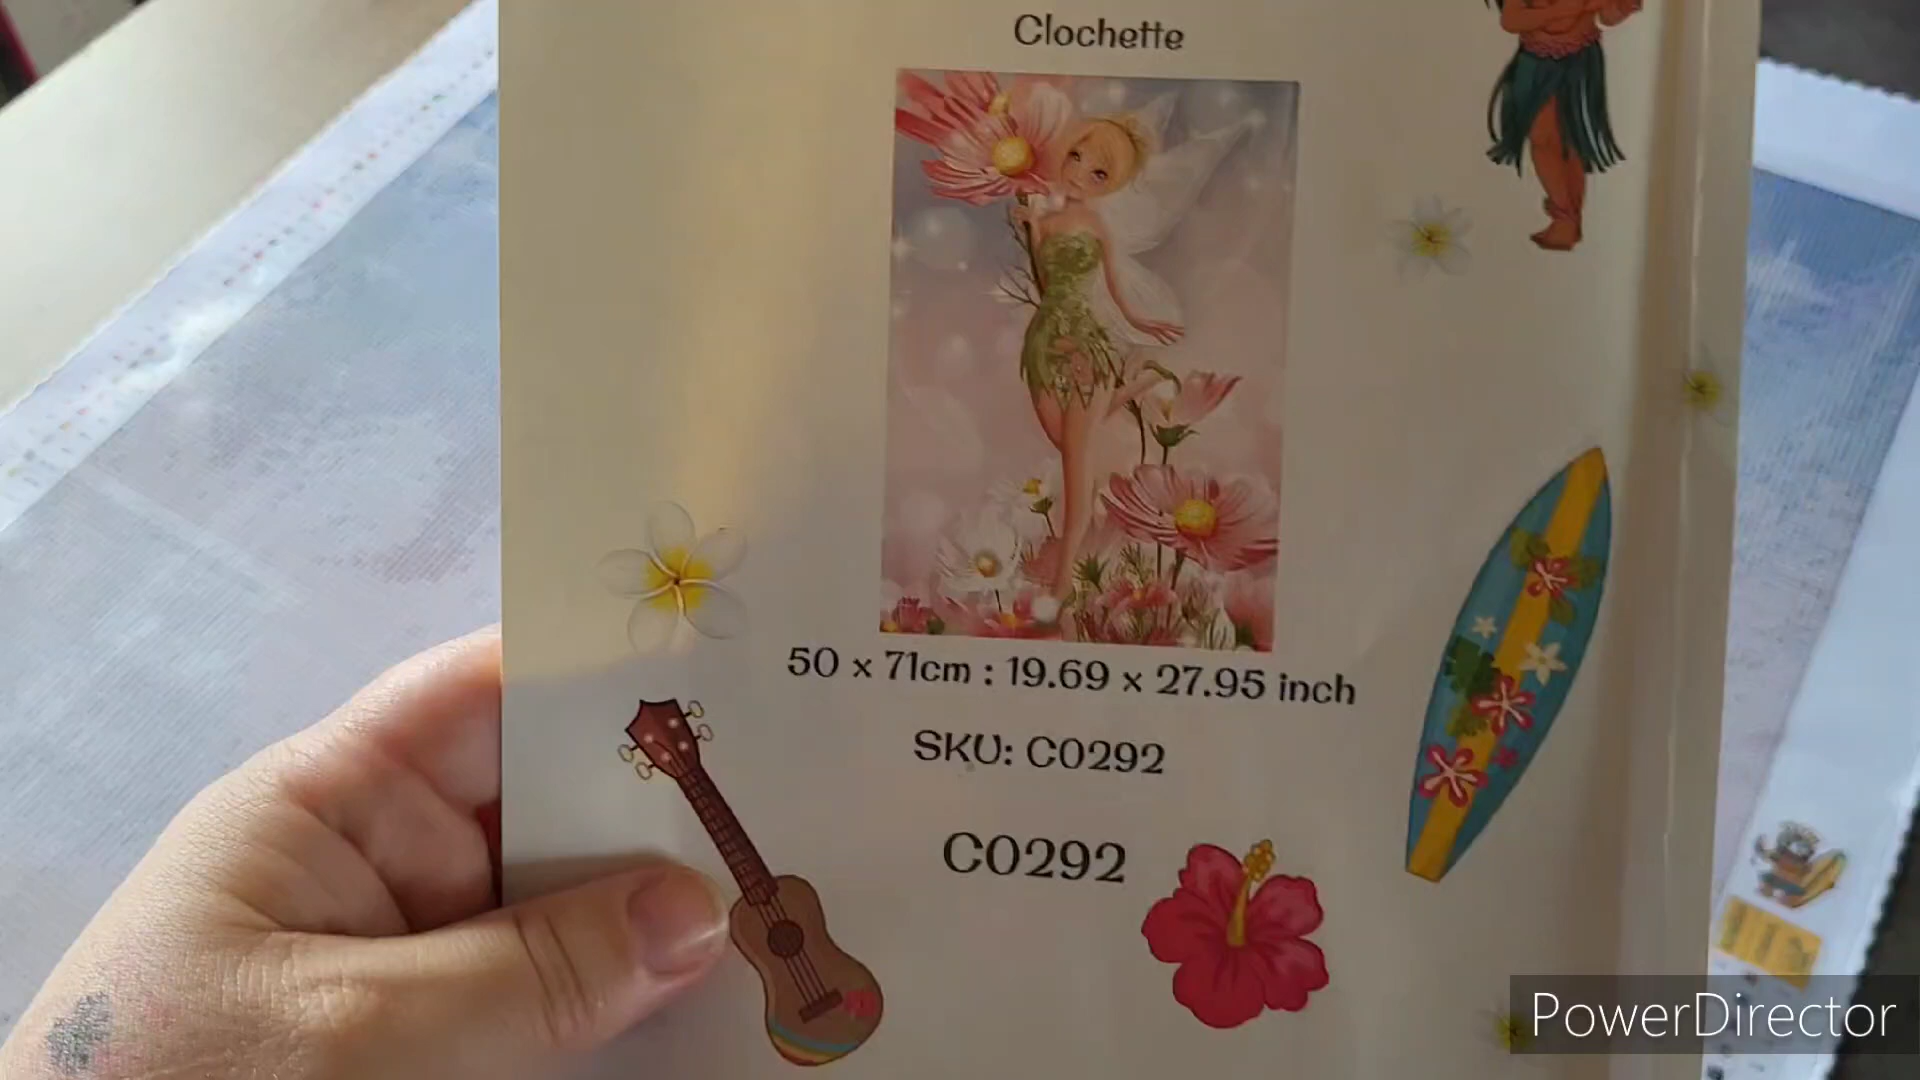 Clochette
50 x 71cm : 19.69 x 27.95 inch
SKU: C0292
C0292
PowerDirector